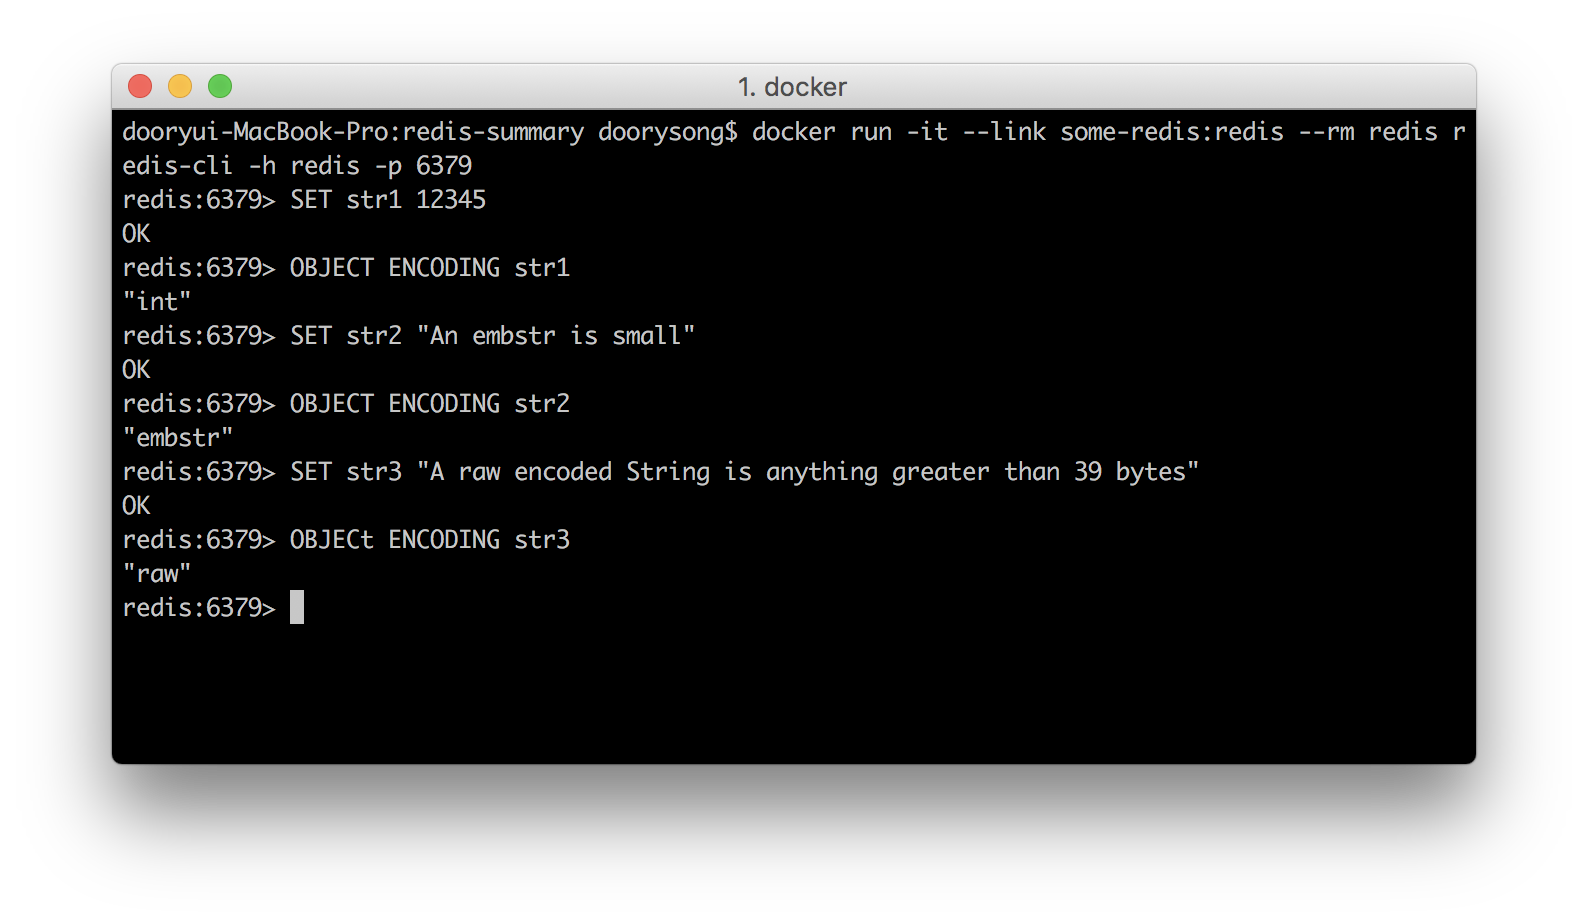 1. docker
dooryui-MacBook-Pro:redis-summary doorysong$ docker run -it --link some-redis:redis --rm redis r
edis-cli -h redis -p 6379
redis:6379> SET str1 12345
OK
redis:6379> OBJECT ENCODING str1
"int"
redis:6379> SET str2 "An embstr is small"
OK
redis:6379> OBJECT ENCODING str2
"embstr"
redis:6379> SET str3 "A raw encoded String is anything greater than 39 bytes"
OK
redis:6379> OBJECt ENCODING str3
"raw"
redis:6379>